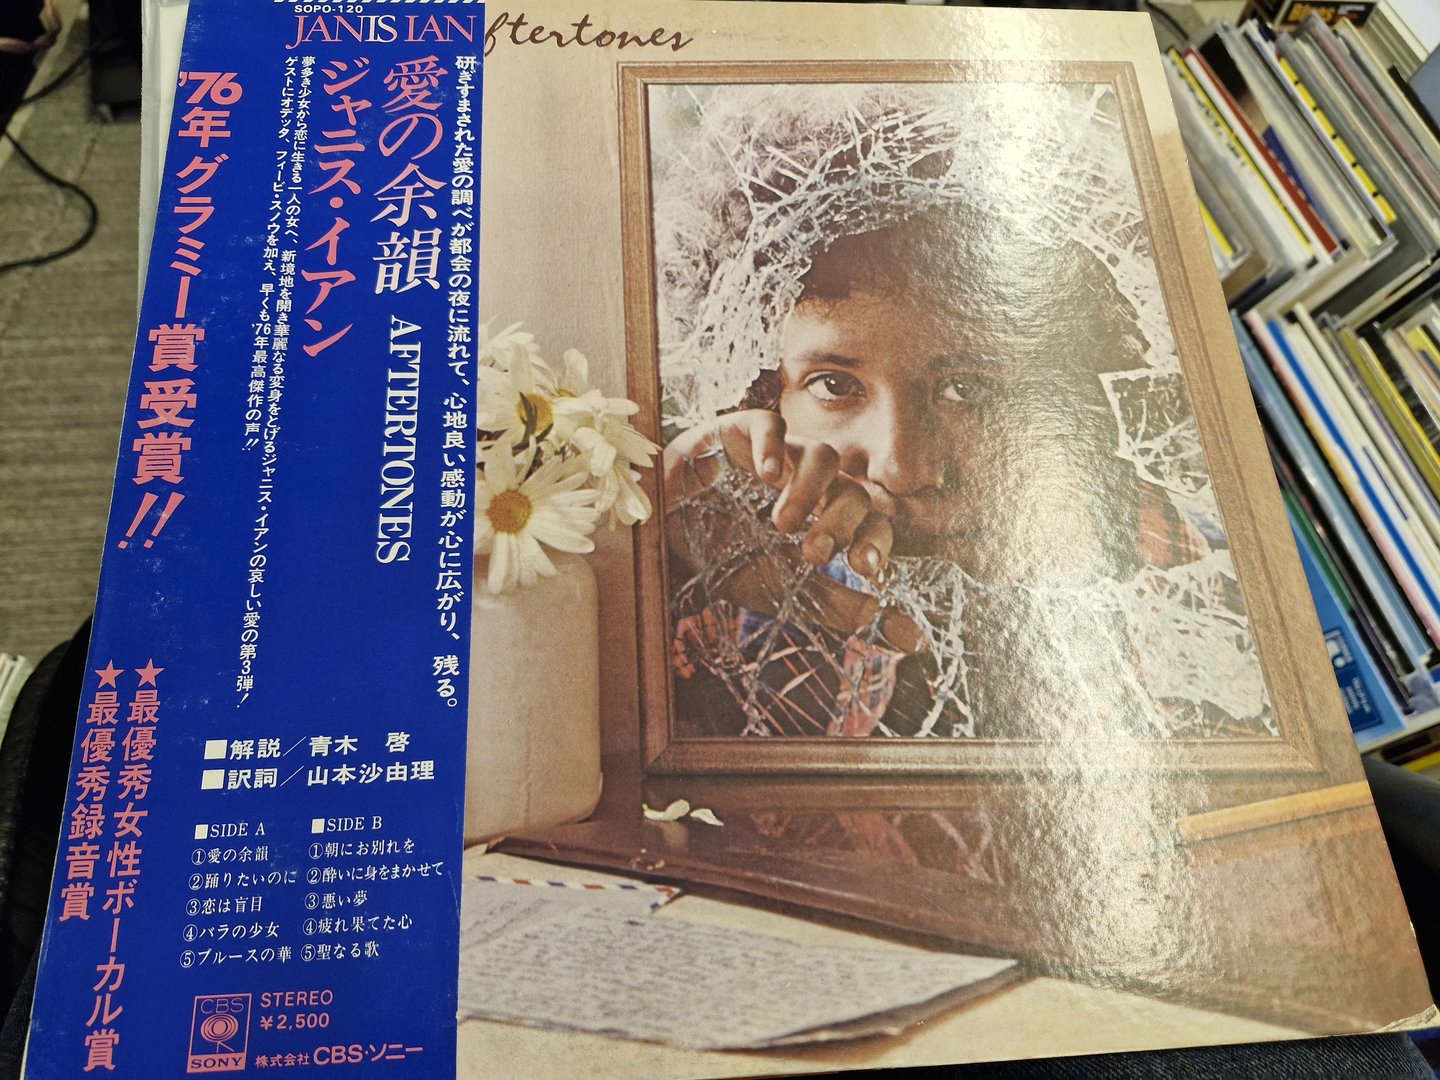 SOPO-120
JANIS IAN
ftertones
研ぎすまされた愛の調べが都会の夜に流れて、心地良い感動が心に広がり、残る。
愛の余韻 AFTERTONES
ジャニス・イアン
夢多き少女から恋に生きる一人の女へ、新境地を開き華麗なる変身をとげるジャニス・イアンの哀しい愛の第3弾!
ゲストにオデッタ、フィービ・スノウを加え、早くも'76年最高傑作の声!!
'76年グラミー賞受賞!!
★最優秀女性ボーカル賞
★最優秀録音賞
■解説/青木 啓
■訳詞/山本沙由理
■SIDE A
①愛の余韻
②踊りたいのに
③恋は盲目
④バラの少女
⑤ブルースの華
■SIDE B
①朝にお別れを
②酔いに身をまかせて
③悪い夢
④疲れ果てた心
⑤聖なる歌
CBS
SONY
STEREO
¥2,500
株式会社CBS・ソニー